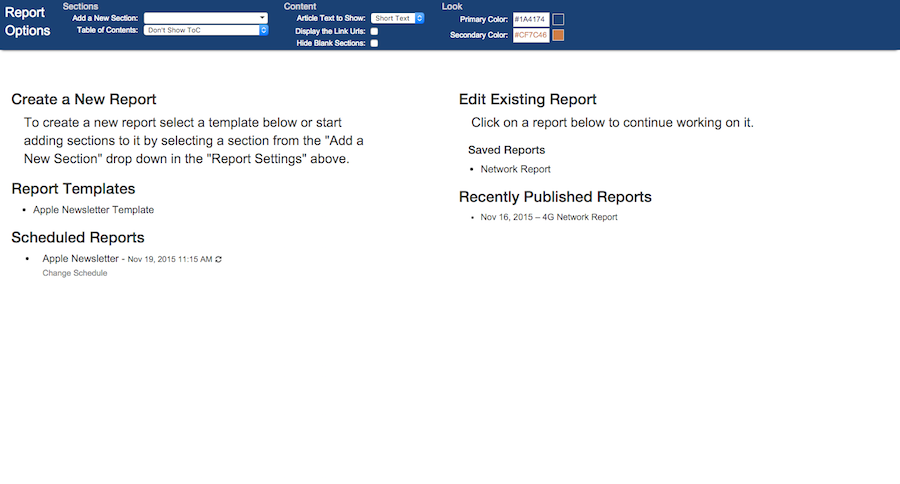 Report
Options
Sections
Add a New Section:
Table of Contents: Don't Show ToC
Content
Article Text to Show: Short Text
Display the Link Urls:
Hide Blank Sections:
Look
Primary Color: #1A4174
Secondary Color: #CF7C46
Create a New Report
To create a new report select a template below or start
adding sections to it by selecting a section from the "Add a
New Section" drop down in the "Report Settings" above.
Report Templates
• Apple Newsletter Template
Scheduled Reports
• Apple Newsletter - Nov 19, 2015 11:15 AM
Change Schedule
Edit Existing Report
Click on a report below to continue working on it.
Saved Reports
• Network Report
Recently Published Reports
• Nov 16, 2015 – 4G Network Report